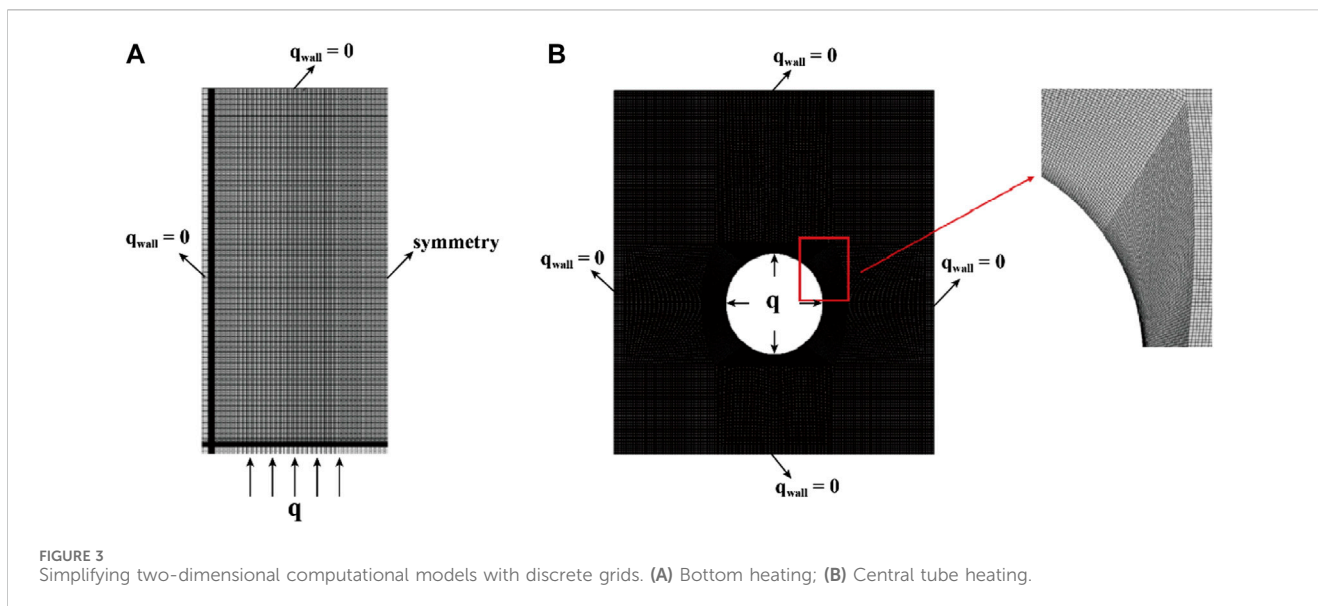 A
q_wall = 0
q_wall = 0
symmetry
q
B
q_wall = 0
q_wall = 0
q
q_wall = 0
q_wall = 0
FIGURE 3
Simplifying two-dimensional computational models with discrete grids. (A) Bottom heating; (B) Central tube heating.